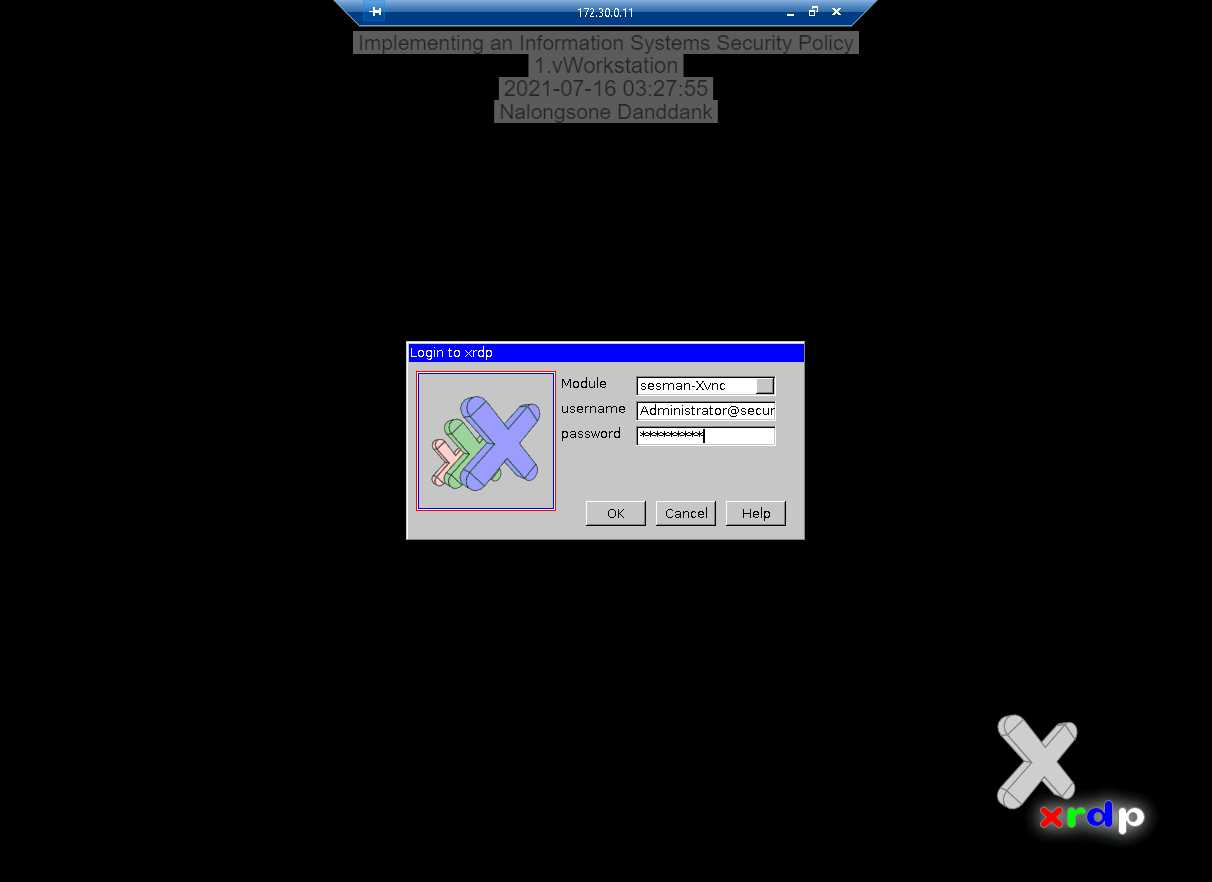 172.30.0.11
Implementing an Information Systems Security Policy
1.vWorkstation
2021-07-16 03:27:55
Nalongsone Danddank
Login to xrdp
Module sesman-Xvnc
username Administrator@secur
password **********
OK Cancel Help
xrdp